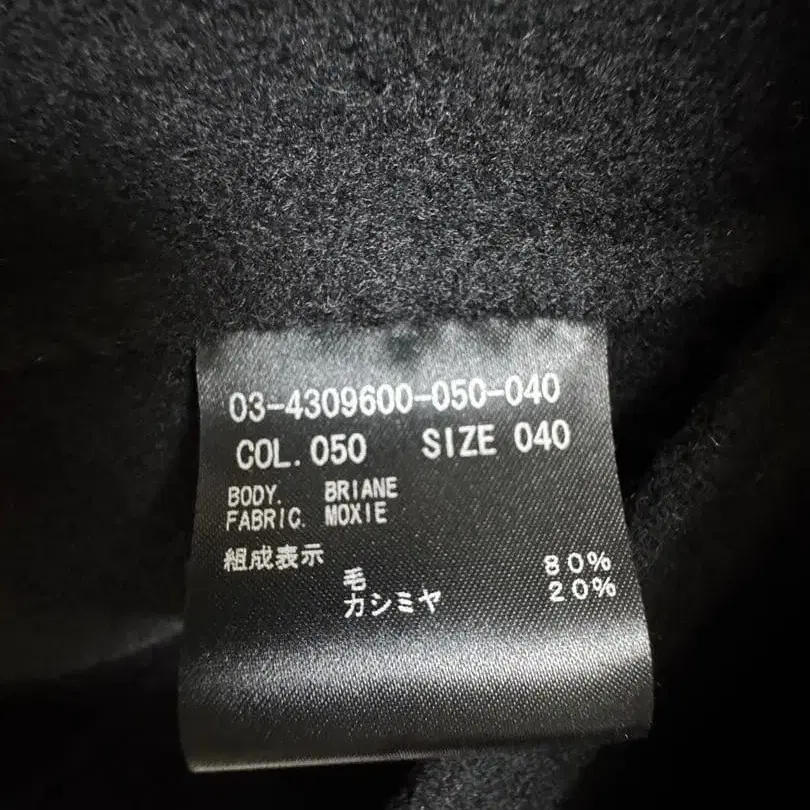 03-4309600-050-040
COL. 050 SIZE 040
BODY. BRIANE
FABRIC. MOXIE
組成表示
毛 80%
カシミヤ 20%